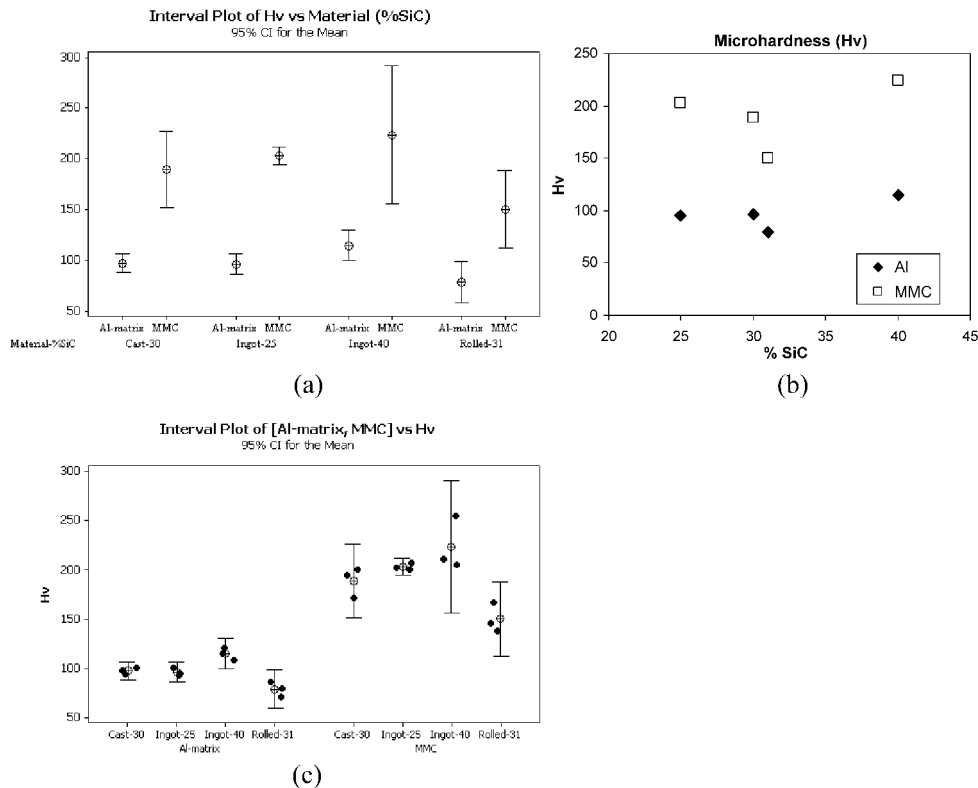 Interval Plot of Hv vs Material (%SiC)
95% CI for the Mean
300
250
200
150
100
50
Al-matrix MMC Al-matrix MMC Al-matrix MMC Al-matrix MMC
Material-%SiC Cast-30 Ingot-25 Ingot-40 Rolled-31
(a)
Microhardness (Hv)
Hv
250
200
150
100
50
0
20 25 30 35 40 45
% SiC
Al
MMC
(b)
Interval Plot of [Al-matrix, MMC] vs Hv
95% CI for the Mean
Hv
300
250
200
150
100
50
Cast-30 Ingot-25 Ingot-40 Rolled-31 Cast-30 Ingot-25 Ingot-40 Rolled-31
Al-matrix MMC
(c)